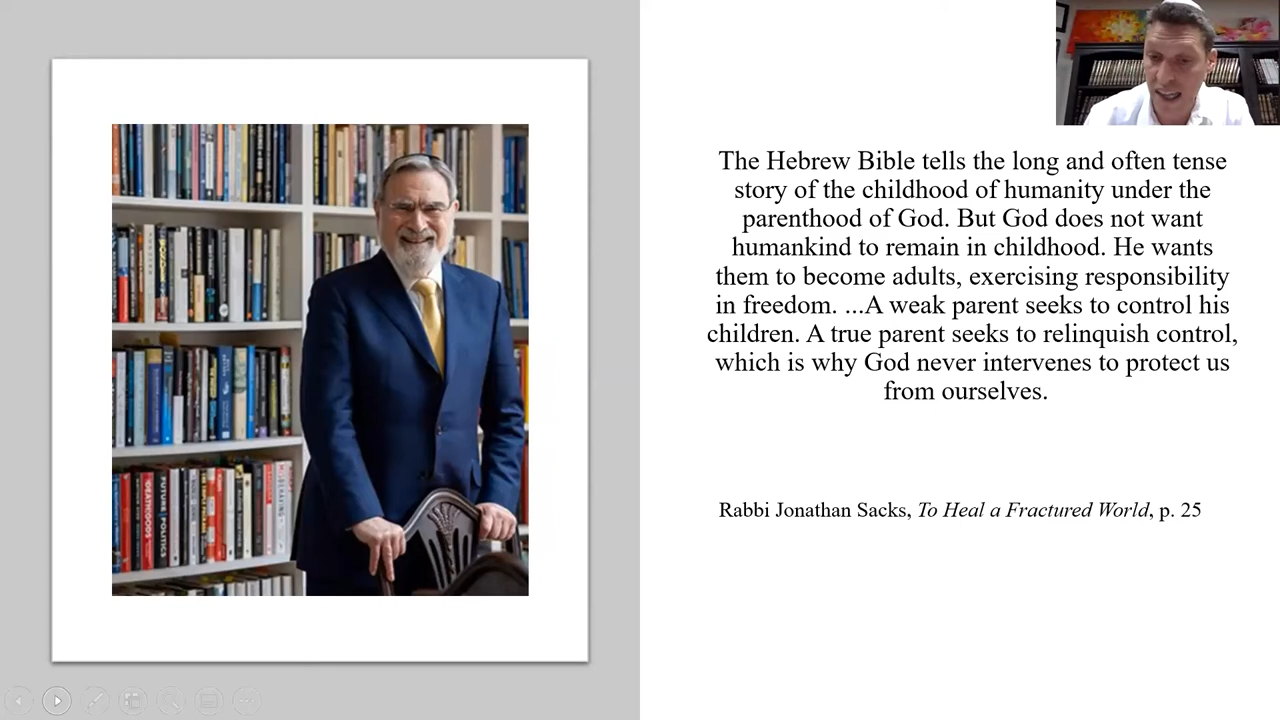 The Hebrew Bible tells the long and often tense
story of the childhood of humanity under the
parenthood of God. But God does not want
humankind to remain in childhood. He wants
them to become adults, exercising responsibility
in freedom. ...A weak parent seeks to control his
children. A true parent seeks to relinquish control,
which is why God never intervenes to protect us
from ourselves.
Rabbi Jonathan Sacks, To Heal a Fractured World, p. 25